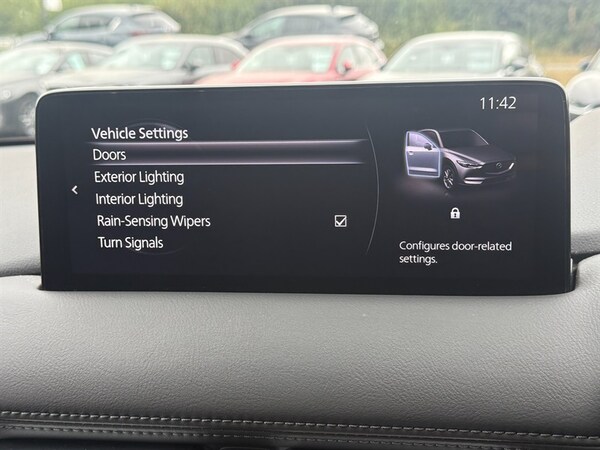 11:42
Vehicle Settings
Doors
Exterior Lighting
Interior Lighting
Rain-Sensing Wipers
Turn Signals
Configures door-related
settings.